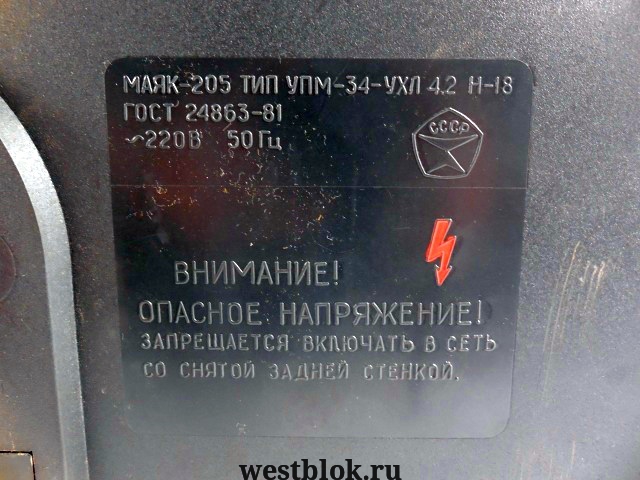 МАЯК-205 ТИП УПМ-34-УХЛ 4.2 Н-18
ГОСТ 24863-81
~220В 50Гц
СССР
ВНИМАНИЕ!
ОПАСНОЕ НАПРЯЖЕНИЕ!
ЗАПРЕЩАЕТСЯ ВКЛЮЧАТЬ В СЕТЬ
СО СНЯТОЙ ЗАДНЕЙ СТЕНКОЙ.
westblok.ru